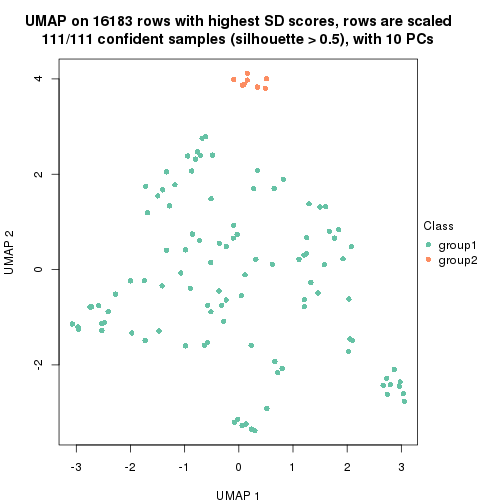 UMAP on 16183 rows with highest SD scores, rows are scaled
111/111 confident samples (silhouette > 0.5), with 10 PCs
4
2
0
-2
UMAP 2
-3
-2
-1
0
1
2
3
UMAP 1
Class
group1
group2